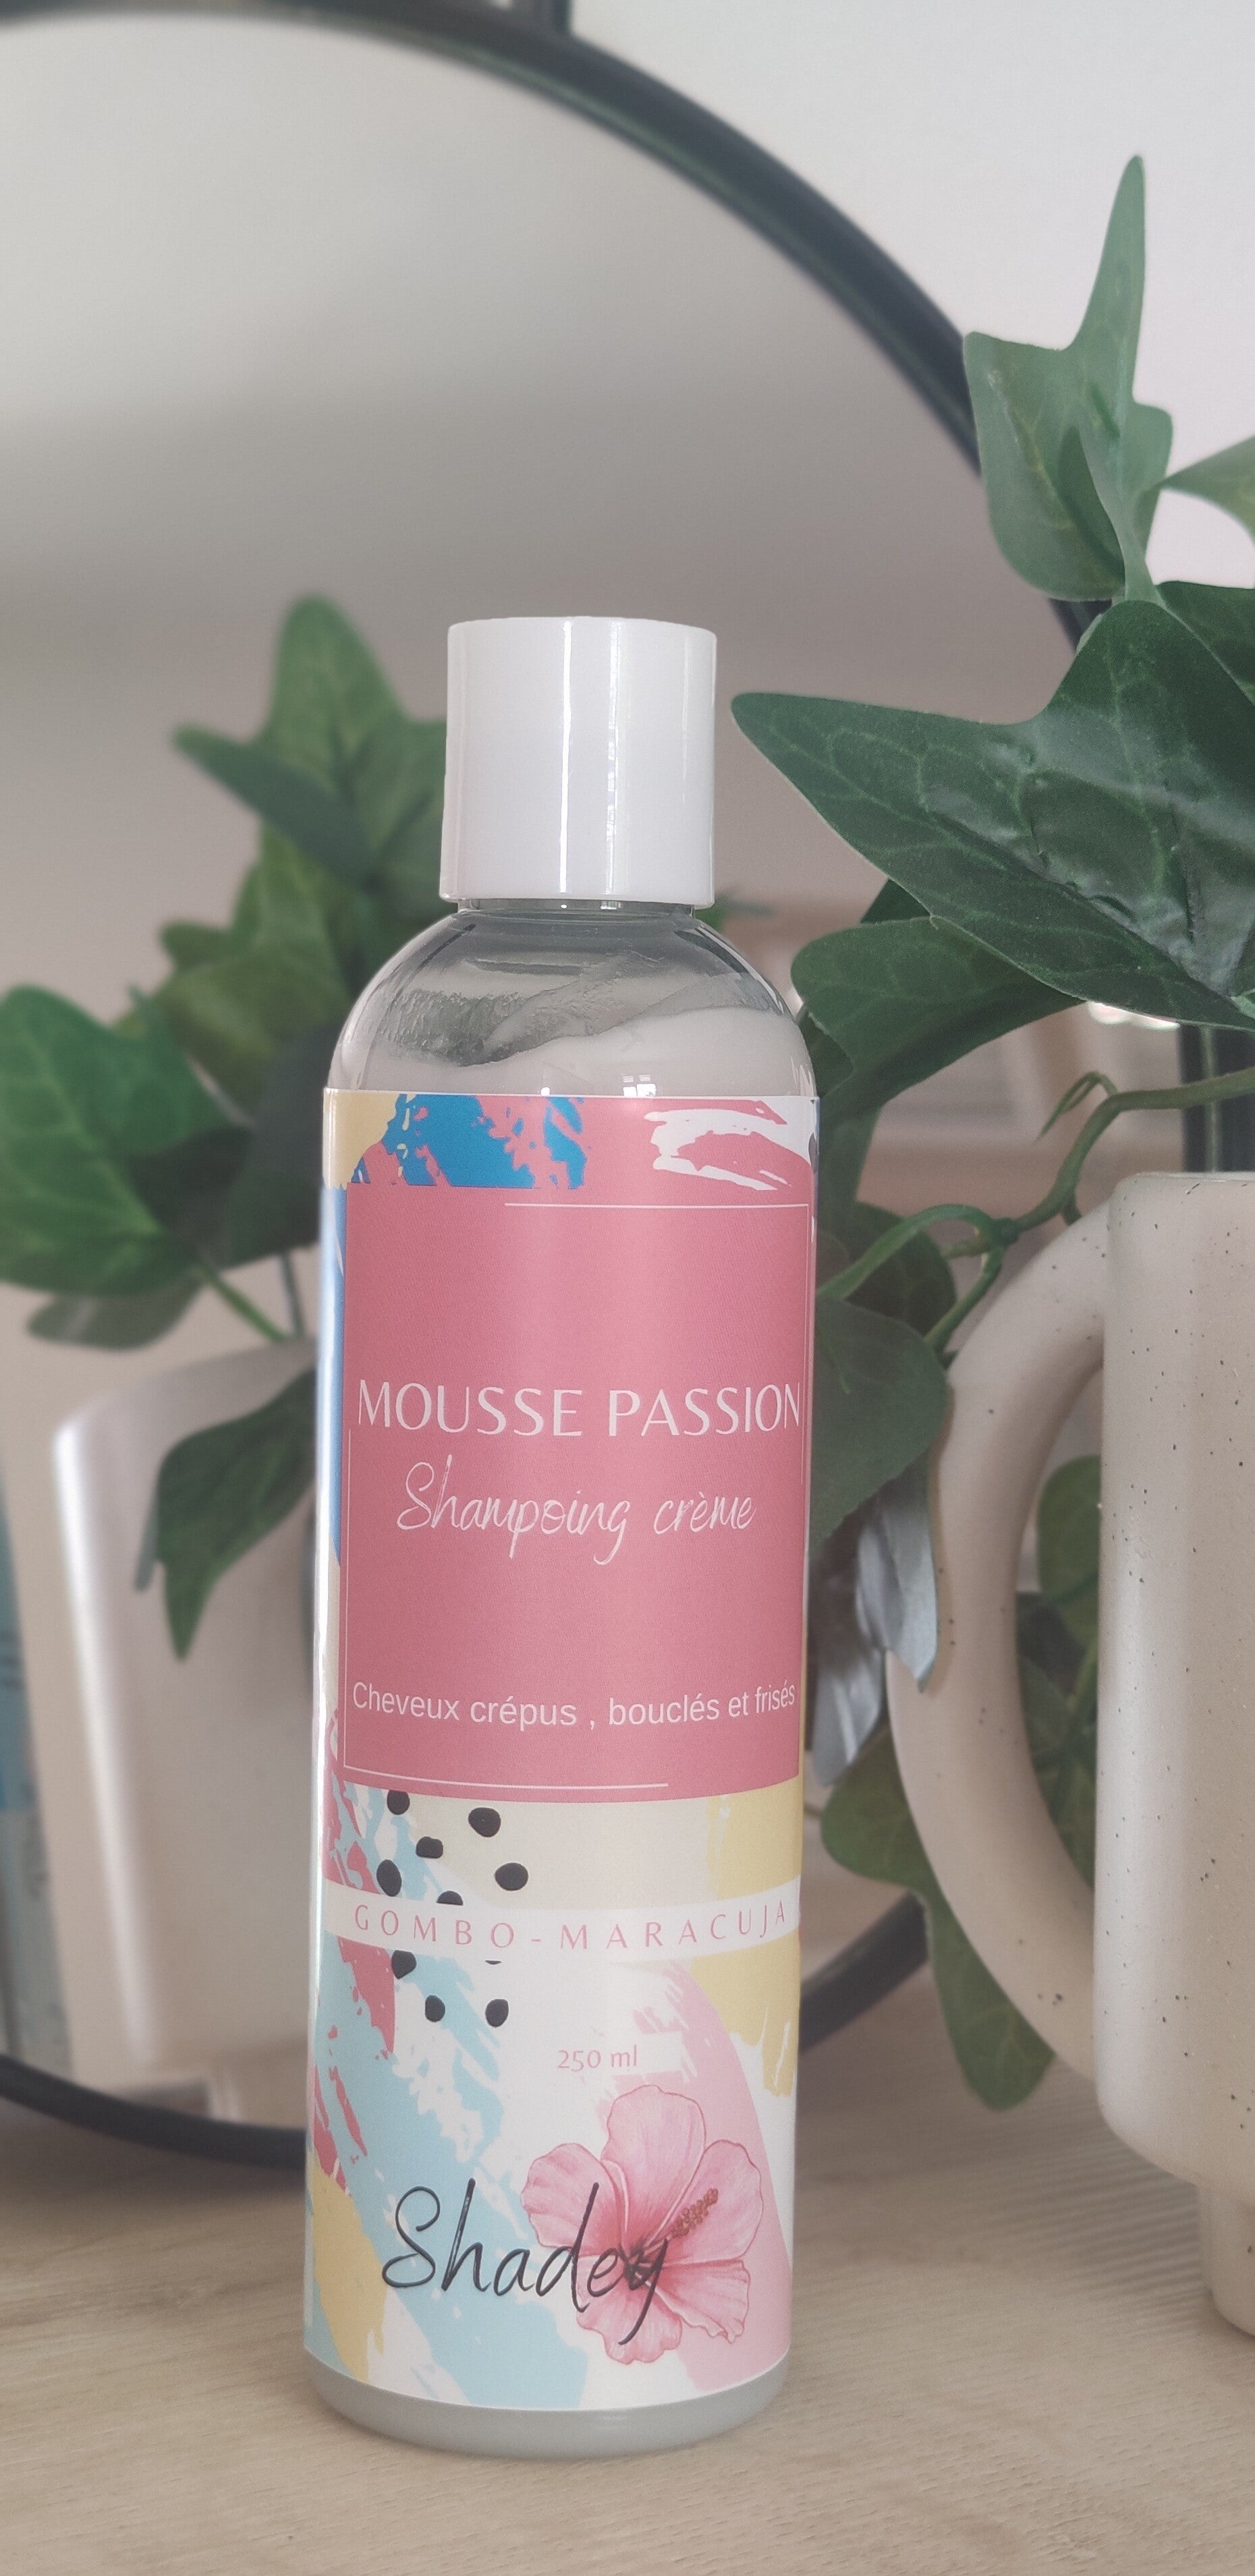 MOUSSE PASSION
Shampoing crème
Cheveux crépus , bouclés et frisés
GOMBO-MARACUJA
250 ml
Shadey